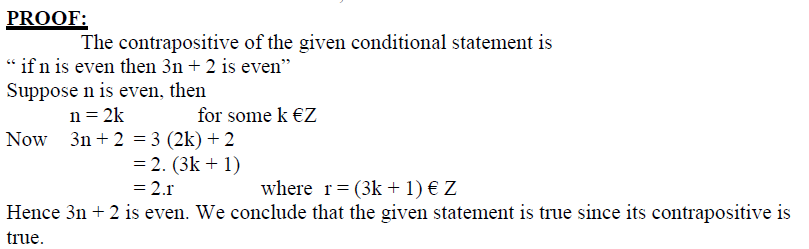 PROOF:
The contrapositive of the given conditional statement is
“ if n is even then 3n + 2 is even”
Suppose n is even, then
n = 2k for some k €Z
Now 3n + 2 = 3 (2k) + 2
= 2. (3k + 1)
= 2.r where r = (3k + 1) € Z
Hence 3n + 2 is even. We conclude that the given statement is true since its contrapositive is
true.